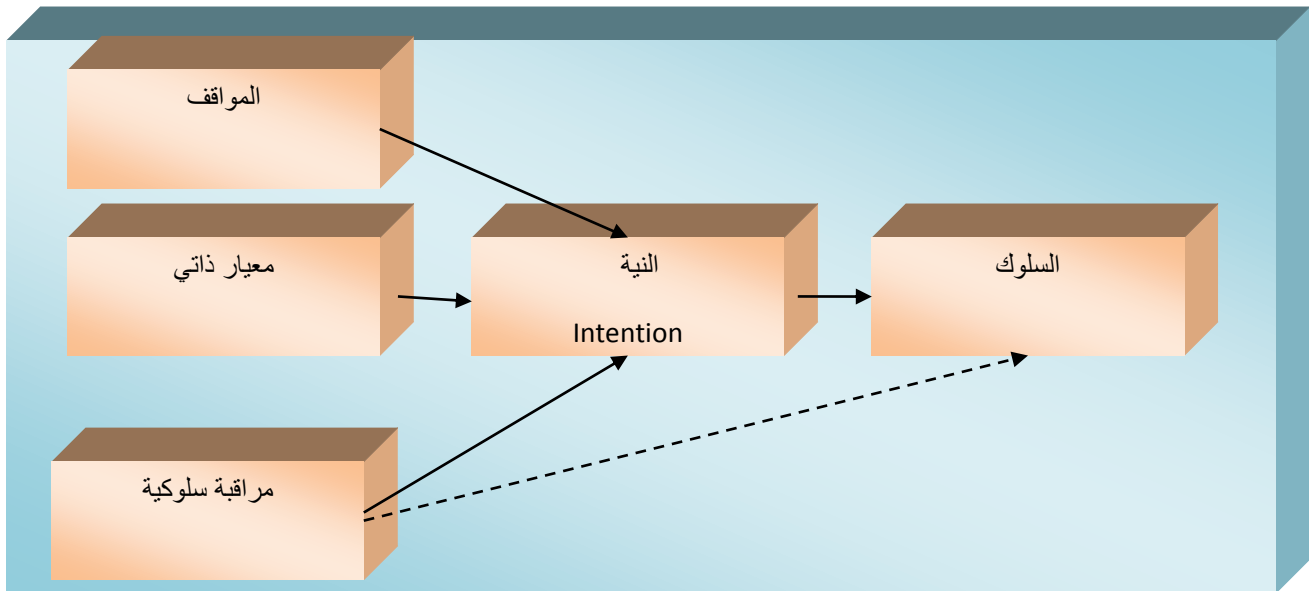 المواقف
معيار ذاتي
النية
Intention
السلوك
مراقبة سلوكية